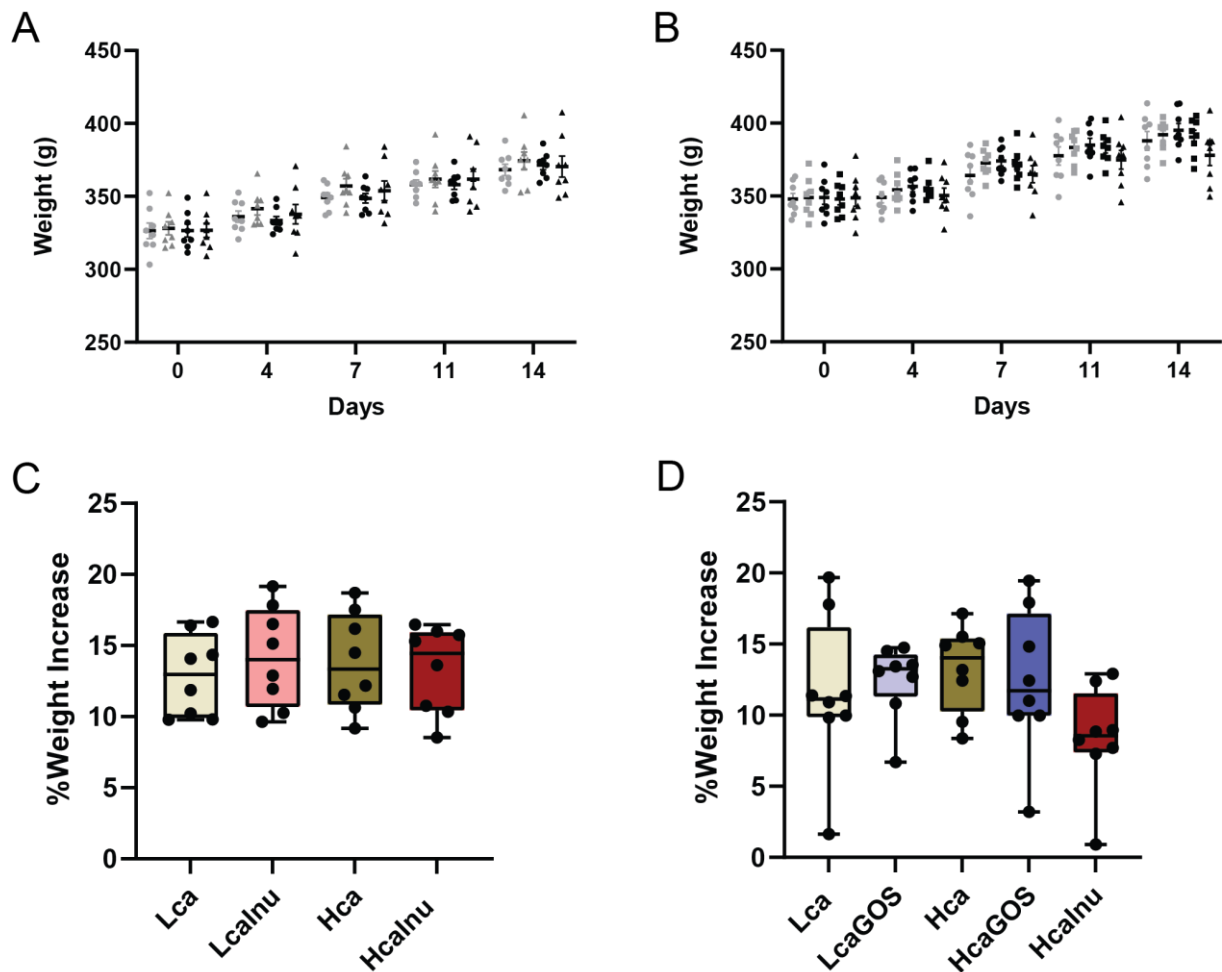 A
B
450
400
350
300
250
Weight (g)
0 4 7 11 14
Days
450
400
350
300
250
Weight (g)
0 4 7 11 14
Days
C
D
25
20
15
10
5
0
%Weight Increase
Lca
LcaInu
Hca
HcaInu
25
20
15
10
5
0
%Weight Increase
Lca
LcaGOS
Hca
HcaGOS
HcaInu